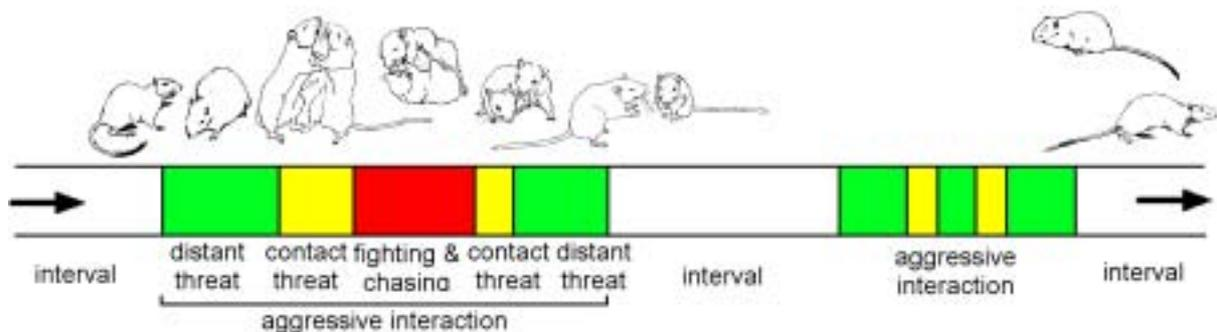 interval
distant
threat
contact
threat
fighting &
chasing
contact
threat
distant
threat
aggressive interaction
interval
aggressive
interaction
interval